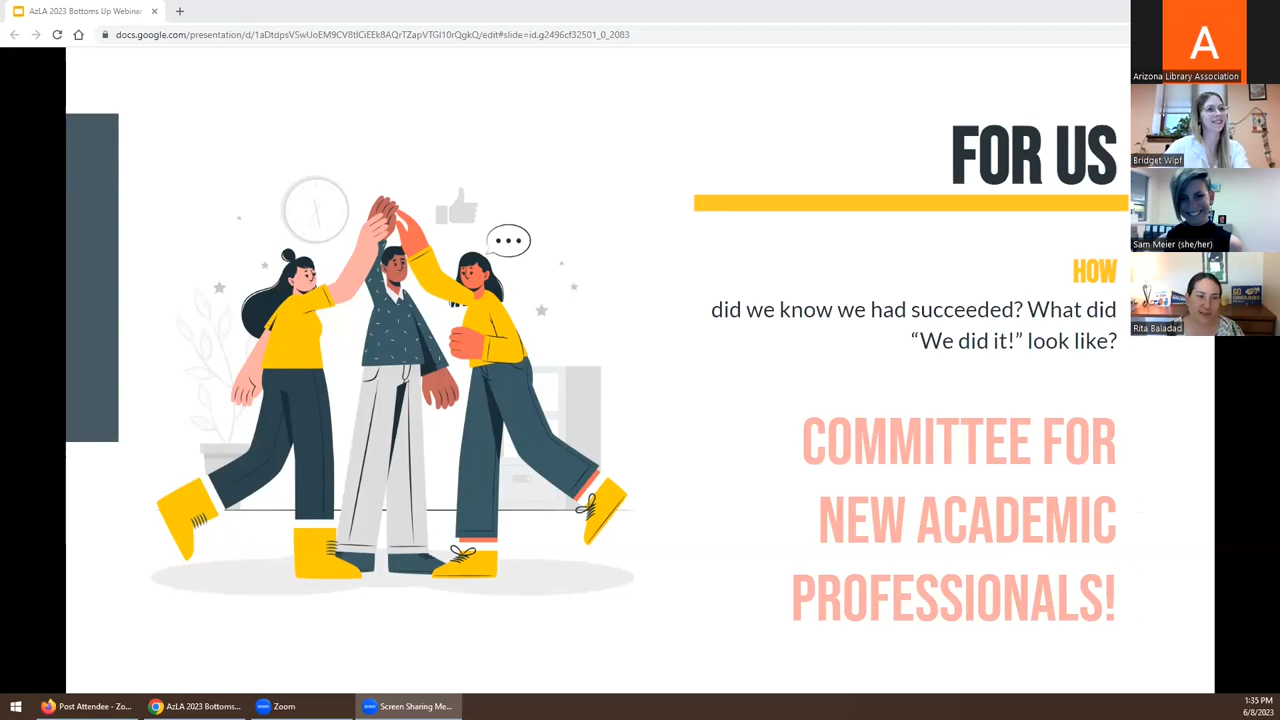 AzLA 2023 Bottoms Up Webinar
docs.google.com/presentation/d/1aDtdpsVSwUoEM9CV8tlCiEEk8AQrTZapVTGl10rQgkQ/edit#slide=id.g2496cf32501_0_2083
A
Arizona Library Association
Bridget Wipf
Sam Meier (she/her)
Rita Baladad
FOR US
HOW
did we know we had succeeded? What did
“We did it!” look like?
COMMITTEE FOR
NEW ACADEMIC
PROFESSIONALS!
Post Attendee - Zo...
AzLA 2023 Bottoms...
Zoom
Screen Sharing Me...
1:35 PM
6/8/2023